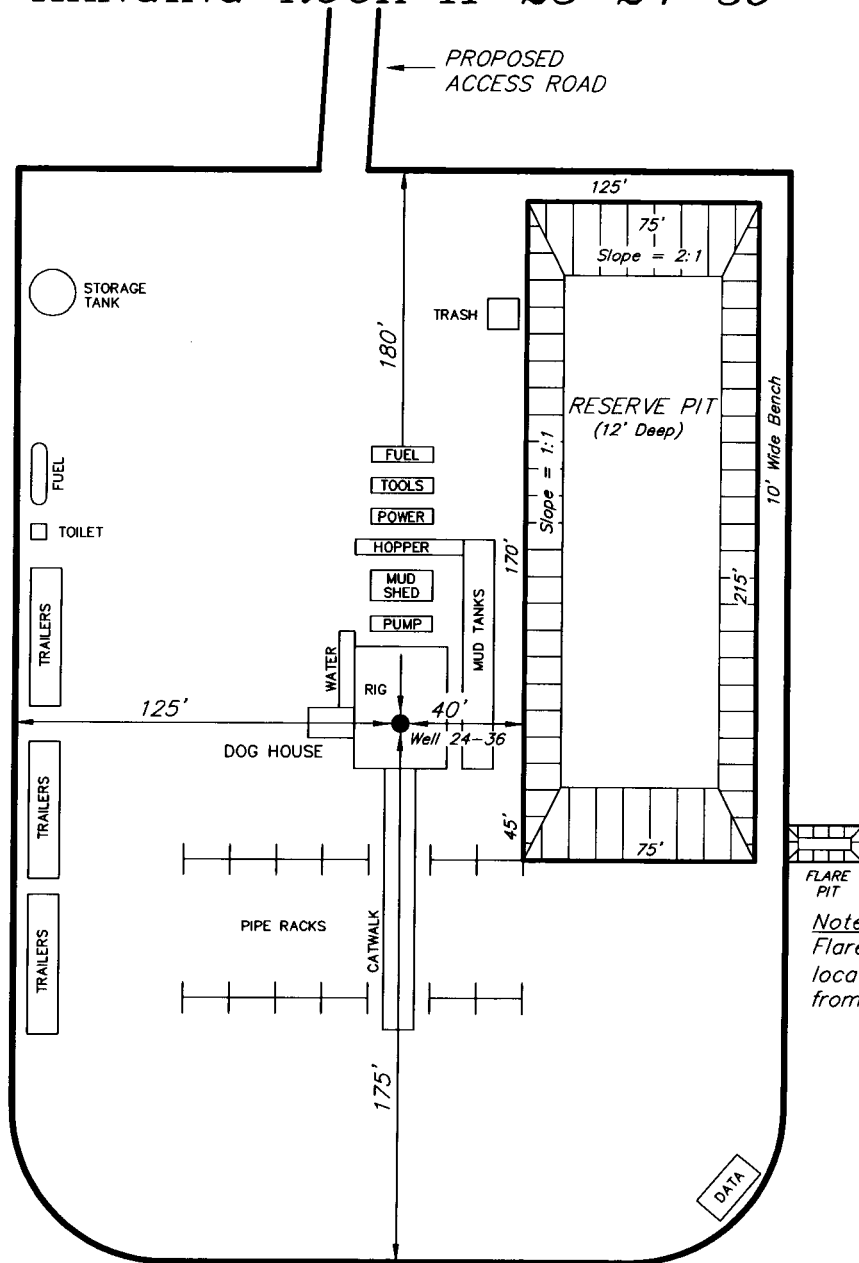 PROPOSED
ACCESS ROAD
125'
75'
Slope = 2:1
STORAGE
TANK
TRASH
180'
RESERVE PIT
(12' Deep)
10' Wide Bench
Slope = 1:1
FUEL
FUEL
TOOLS
POWER
TOILET
HOPPER
170'
MUD
SHED
215'
PUMP
MUD TANKS
TRAILERS
WATER
RIG
125'
40'
Well 24-36
DOG HOUSE
TRAILERS
45'
75'
FLARE
PIT
PIPE RACKS
CATWALK
TRAILERS
Note
Flare
loca
from
175'
DATA